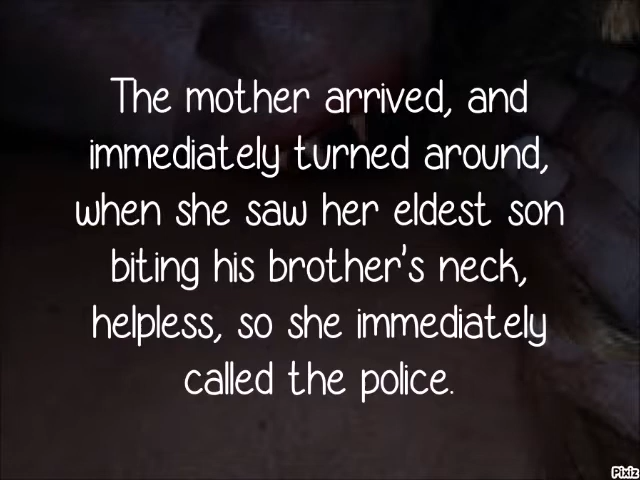 The mother arrived, and
immediately turned around,
when she saw her eldest son
biting his brother's neck,
helpless, so she immediately
called the police.
Pixiz